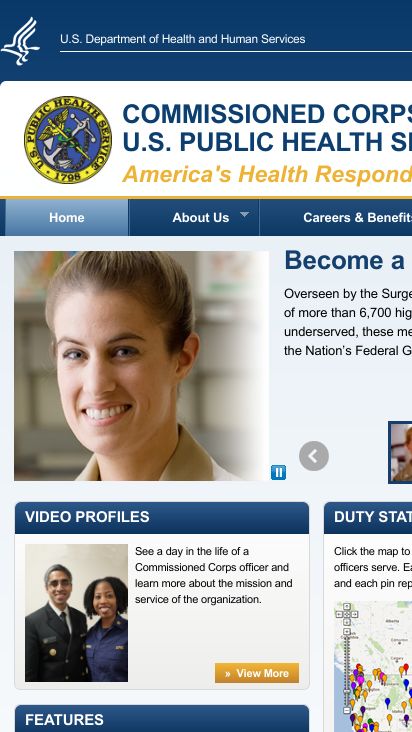 U.S. Department of Health and Human Services
COMMISSIONED CORPS
U.S. PUBLIC HEALTH SE
America's Health Respond
U.S. PUBLIC HEALTH SERVICE
1798
Home
About Us
Careers & Benefits
Become a
Overseen by the Surge
of more than 6,700 hig
underserved, these me
the Nation's Federal G
VIDEO PROFILES
See a day in the life of a
Commissioned Corps officer and
learn more about the mission and
service of the organization.
» View More
DUTY STAT
Click the map to
officers serve. Ea
and each pin rep
Alberta
FEATURES